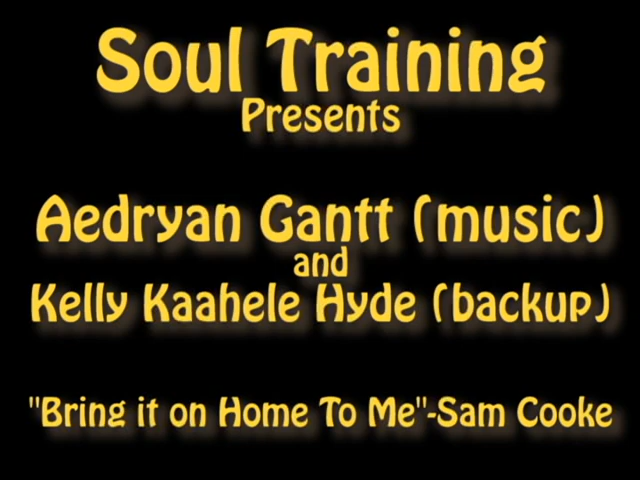 Soul Training
Presents
Aedryan Gantt (music)
and
Kelly Kaahele Hyde (backup)
"Bring it on Home To Me"-Sam Cooke